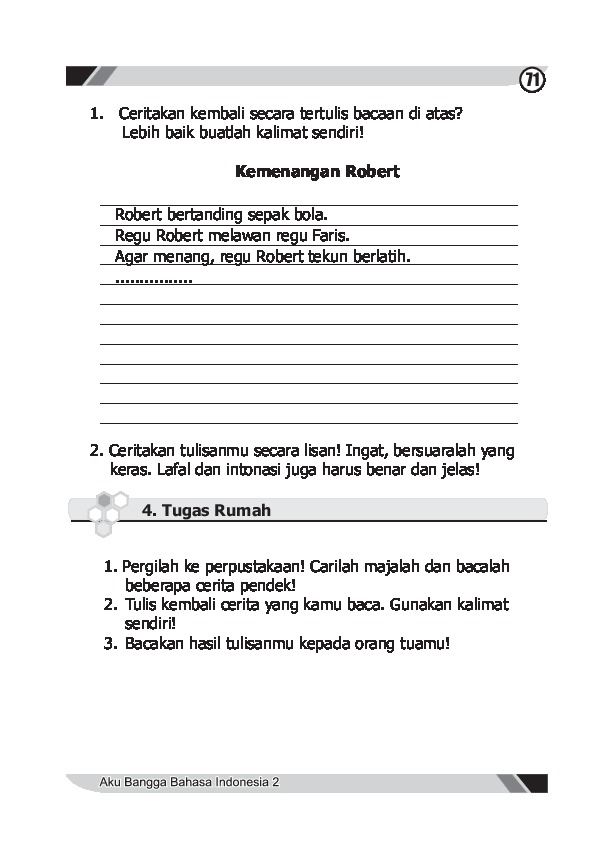 71
1. Ceritakan kembali secara tertulis bacaan di atas?
Lebih baik buatlah kalimat sendiri!
Kemenangan Robert
Robert bertanding sepak bola.
Regu Robert melawan regu Faris.
Agar menang, regu Robert tekun berlatih.
................
2. Ceritakan tulisanmu secara lisan! Ingat, bersuaralah yang
keras. Lafal dan intonasi juga harus benar dan jelas!
4. Tugas Rumah
1. Pergilah ke perpustakaan! Carilah majalah dan bacalah
beberapa cerita pendek!
2. Tulis kembali cerita yang kamu baca. Gunakan kalimat
sendiri!
3. Bacakan hasil tulisanmu kepada orang tuamu!
Aku Bangga Bahasa Indonesia 2